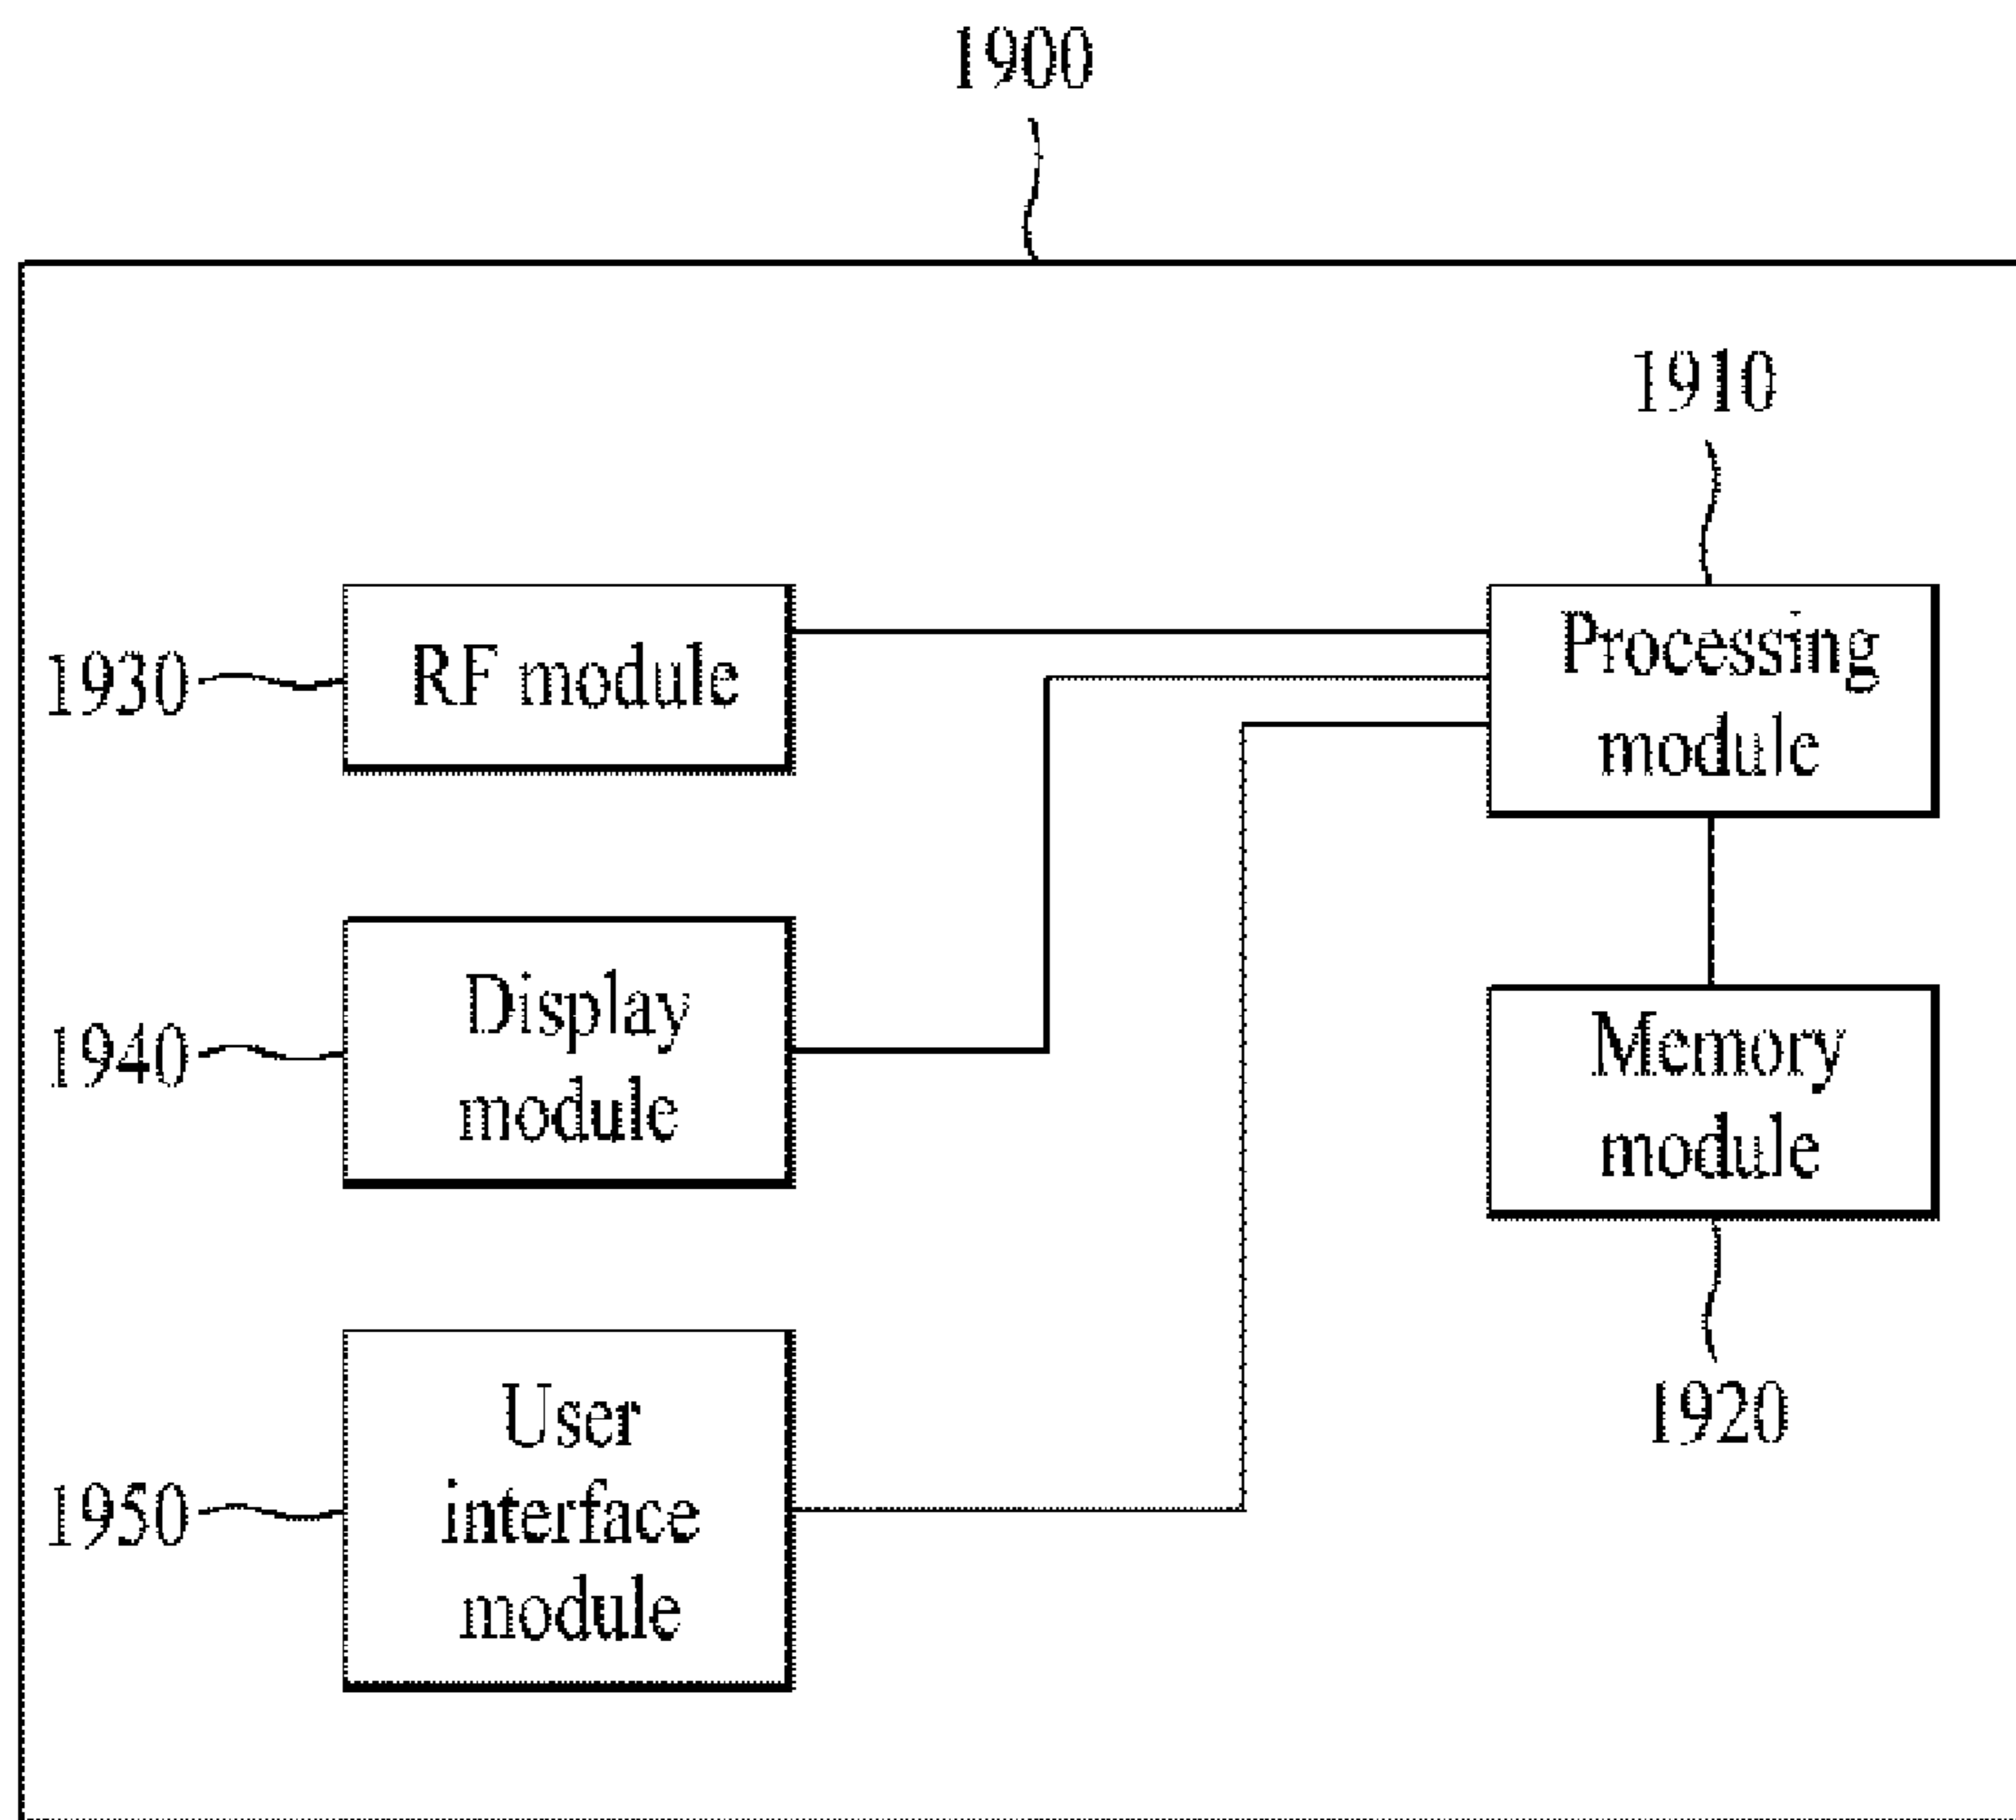 1900
1910
1930
RF module
Processing
module
1940
Display
module
Memory
module
1920
1950
User
interface
module